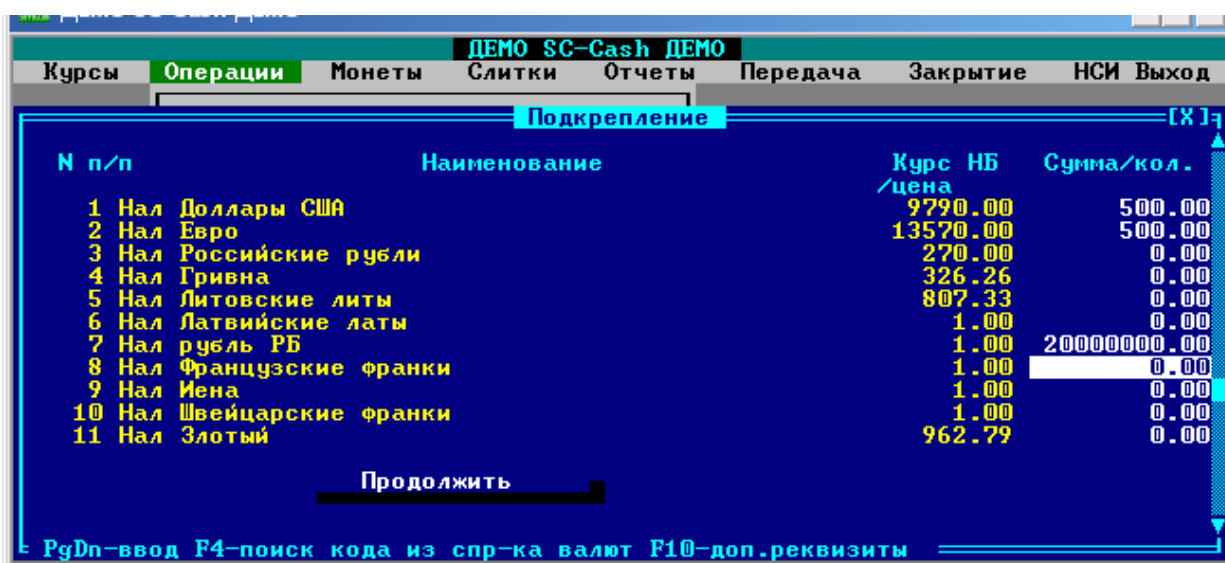 ДЕМО SC-Cash ДЕМО
Курсы Операции Монеты Слитки Отчеты Передача Закрытие НСИ Выход
Подкрепление [X]
N п/п Наименование Курс НБ Сумма/кол.
/цена
1 Нал Доллары США 9790.00 500.00
2 Нал Евро 13570.00 500.00
3 Нал Российские рубли 270.00 0.00
4 Нал Гривна 326.26 0.00
5 Нал Литовские литы 807.33 0.00
6 Нал Латвийские латы 1.00 0.00
7 Нал рубль РБ 1.00 20000000.00
8 Нал Французские франки 1.00 0.00
9 Нал Иена 1.00 0.00
10 Нал Швейцарские франки 1.00 0.00
11 Нал Злотый 962.79 0.00
Продолжить
PgDn-ввод F4-поиск кода из спр-ка валют F10-доп.реквизиты